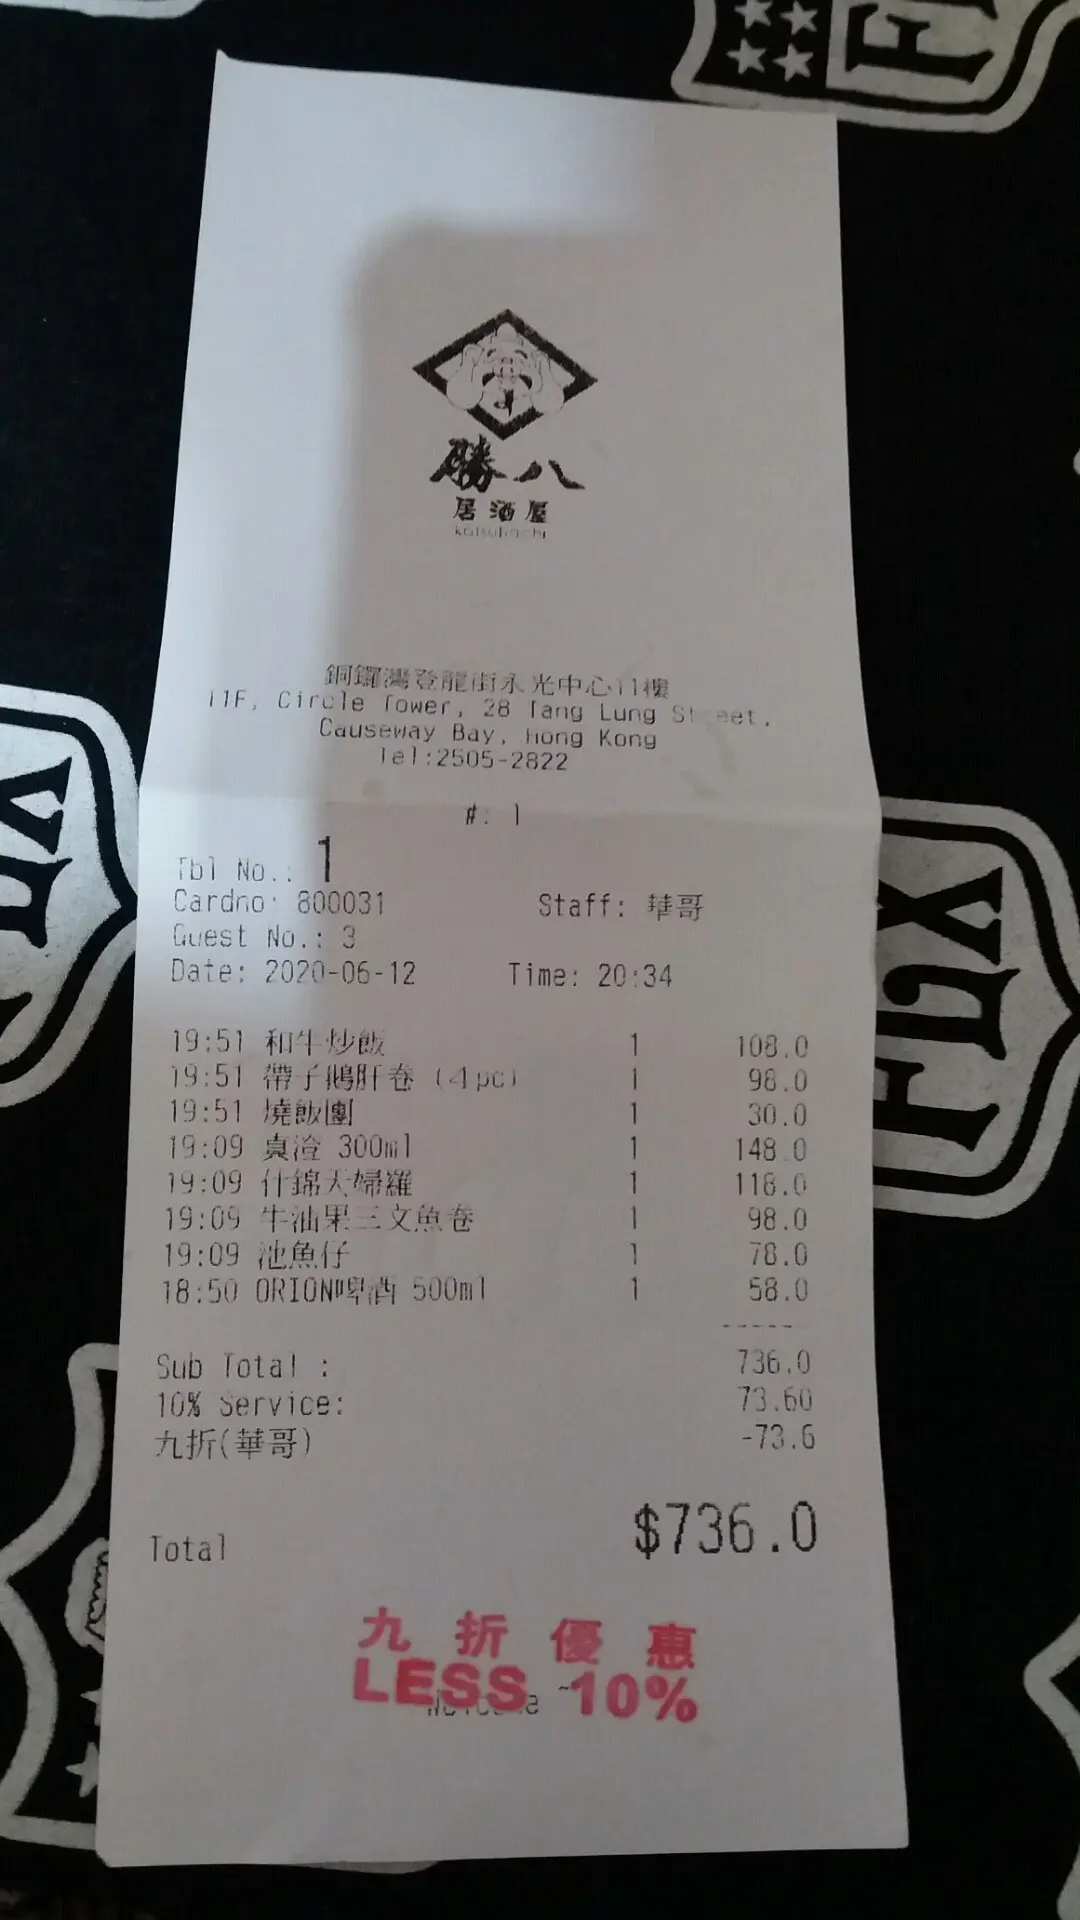 勝八
居酒屋
katsuhachi
銅鑼灣登龍街永光中心11樓
11F, Circle Tower, 28 Tang Lung Street,
Causeway Bay, Hong Kong
Tel:2505-2822
#: 1
Tbl No.: 1
Cardno: 800031 Staff: 華哥
Guest No.: 3
Date: 2020-06-12 Time: 20:34
19:51 和牛炒飯 1 108.0
19:51 帶子鵝肝卷 (4pc) 1 98.0
19:51 燒飯團 1 30.0
19:09 真澄 300ml 1 148.0
19:09 什錦天婦羅 1 118.0
19:09 牛油果三文魚卷 1 98.0
19:09 池魚仔 1 78.0
18:50 ORION啤酒 500ml 1 58.0
-----
Sub Total : 736.0
10% Service: 73.60
九折(華哥) -73.6
Total $736.0
九折優惠
LESS 10%
Welcome ~